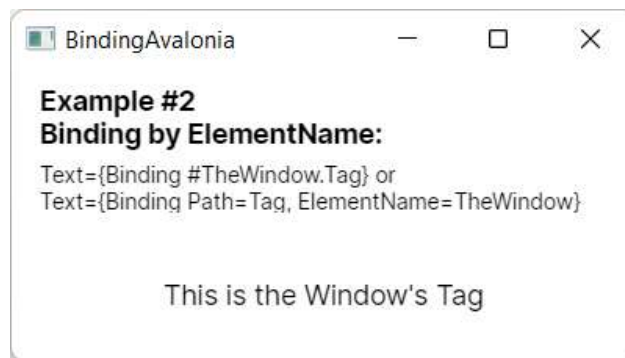 BindingAvalonia
Example #2
Binding by ElementName:
Text={Binding #TheWindow.Tag} or
Text={Binding Path=Tag, ElementName=TheWindow}
This is the Window's Tag